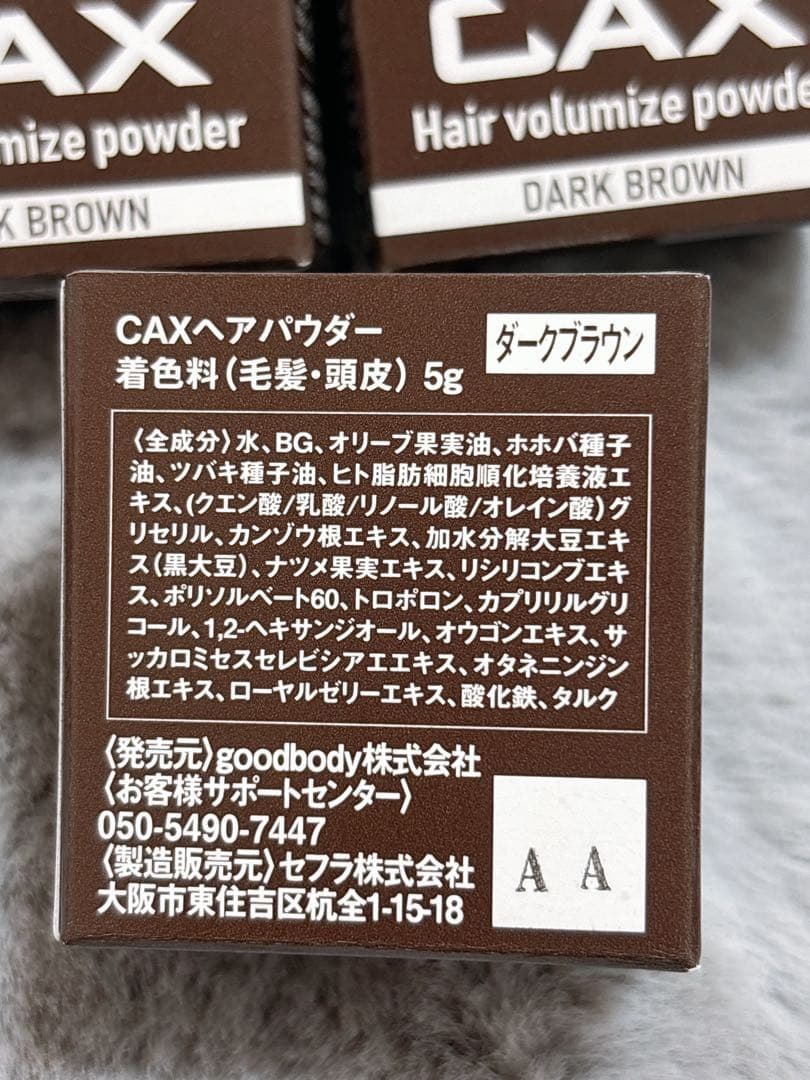 AX
mize powder
K BROWN
CAX
Hair volumize powde
DARK BROWN
CAXヘアパウダー
着色料(毛髪・頭皮) 5g
ダークブラウン
〈全成分〉水、BG、オリーブ果実油、ホホバ種子
油、ツバキ種子油、ヒト脂肪細胞順化培養液エ
キス、(クエン酸/乳酸/リノール酸/オレイン酸)グ
リセリル、カンゾウ根エキス、加水分解大豆エキ
ス(黒大豆)、ナツメ果実エキス、リシリコンブエキ
ス、ポリソルベート60、トロポロン、カプリリルグリ
コール、1,2-ヘキサンジオール、オウゴンエキス、サ
ッカロミセスセレビシアエエキス、オタネニンジン
根エキス、ローヤルゼリーエキス、酸化鉄、タルク
〈発売元〉goodbody株式会社
〈お客様サポートセンター〉
050-5490-7447
〈製造販売元〉セフラ株式会社
大阪市東住吉区杭全1-15-18
A A